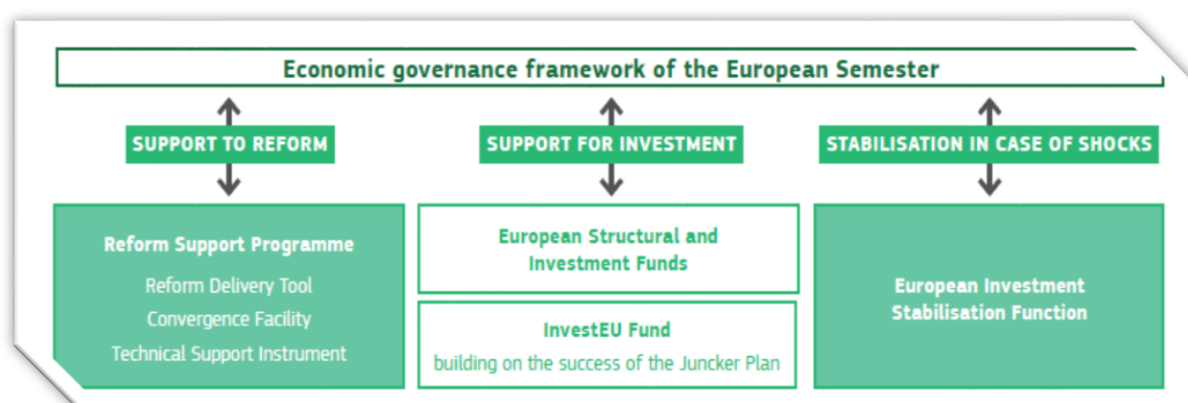 Economic governance framework of the European Semester
SUPPORT TO REFORM
SUPPORT FOR INVESTMENT
STABILISATION IN CASE OF SHOCKS
Reform Support Programme
Reform Delivery Tool
Convergence Facility
Technical Support Instrument
European Structural and
Investment Funds
InvestEU Fund
building on the success of the Juncker Plan
European Investment
Stabilisation Function